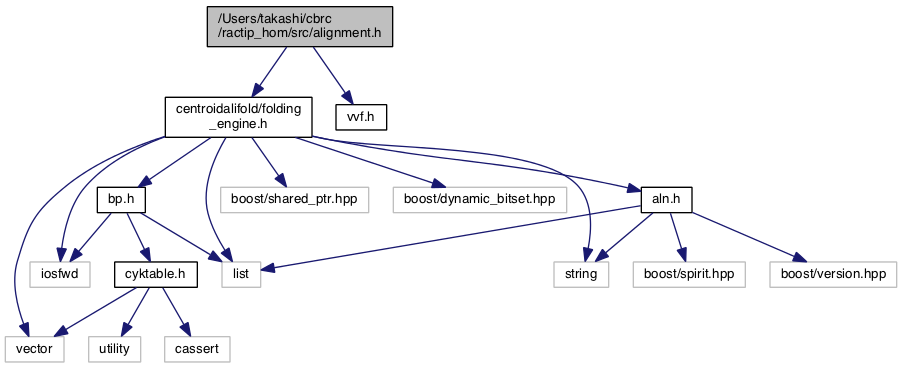 /Users/takashi/cbrc
/ractip_hom/src/alignment.h
centroidalifold/folding
_engine.h
vvf.h
bp.h
boost/shared_ptr.hpp
boost/dynamic_bitset.hpp
aln.h
iosfwd
cyktable.h
list
string
boost/spirit.hpp
boost/version.hpp
vector
utility
cassert